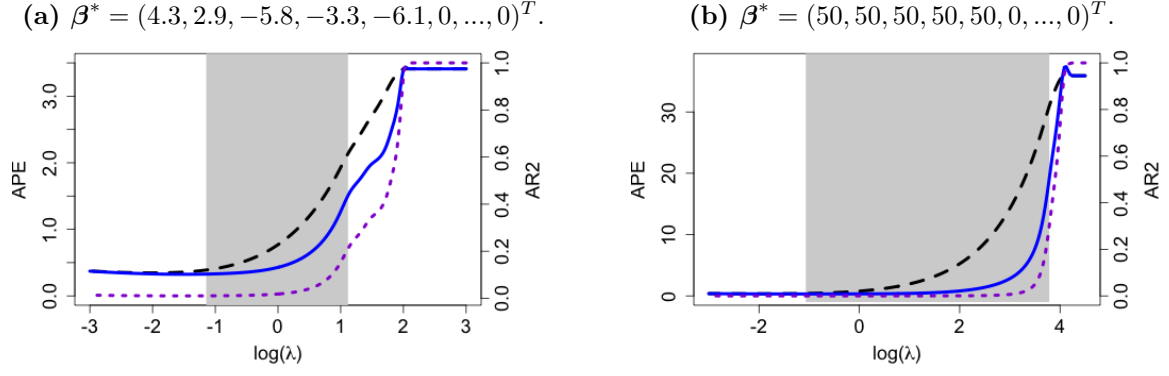 (a) β* = (4.3, 2.9, −5.8, −3.3, −6.1, 0, ..., 0)ᵀ.
APE
0.0 1.0 2.0 3.0
-3 -2 -1 0 1 2 3
log(λ)
0.0 0.2 0.4 0.6 0.8 1.0
AR2
(b) β* = (50, 50, 50, 50, 50, 0, ..., 0)ᵀ.
APE
0 10 20 30
-2 0 2 4
log(λ)
0.0 0.2 0.4 0.6 0.8 1.0
AR2